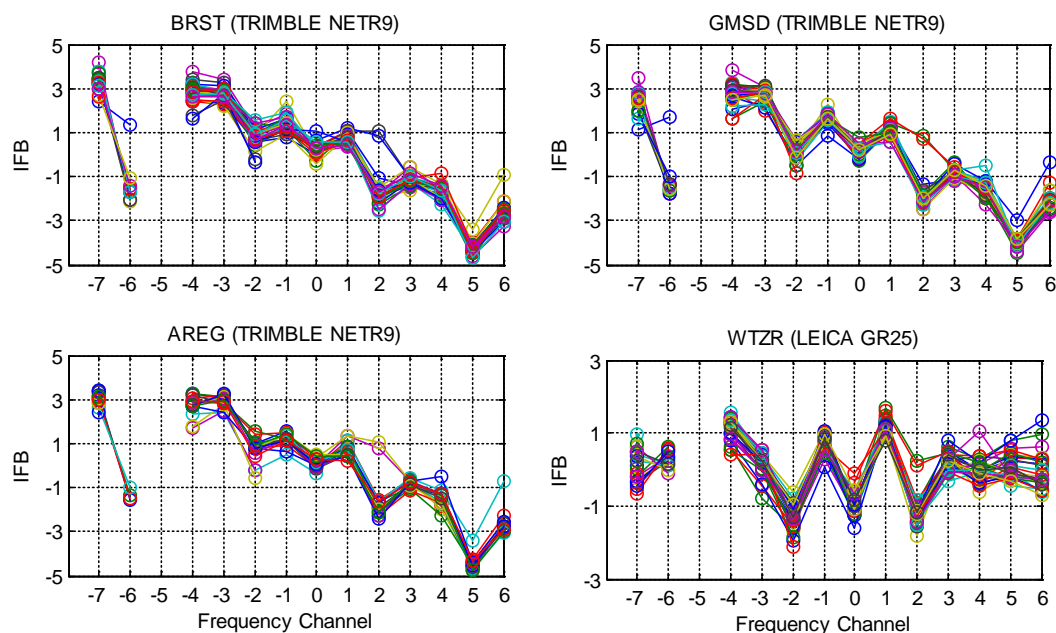 BRST (TRIMBLE NETR9)
5
3
1
-1
-3
-5
IFB
-7 -6 -5 -4 -3 -2 -1 0 1 2 3 4 5 6
GMSD (TRIMBLE NETR9)
5
3
1
-1
-3
-5
IFB
-7 -6 -5 -4 -3 -2 -1 0 1 2 3 4 5 6
AREG (TRIMBLE NETR9)
5
3
1
-1
-3
-5
IFB
-7 -6 -5 -4 -3 -2 -1 0 1 2 3 4 5 6
Frequency Channel
WTZR (LEICA GR25)
3
1
-1
-3
IFB
-7 -6 -5 -4 -3 -2 -1 0 1 2 3 4 5 6
Frequency Channel